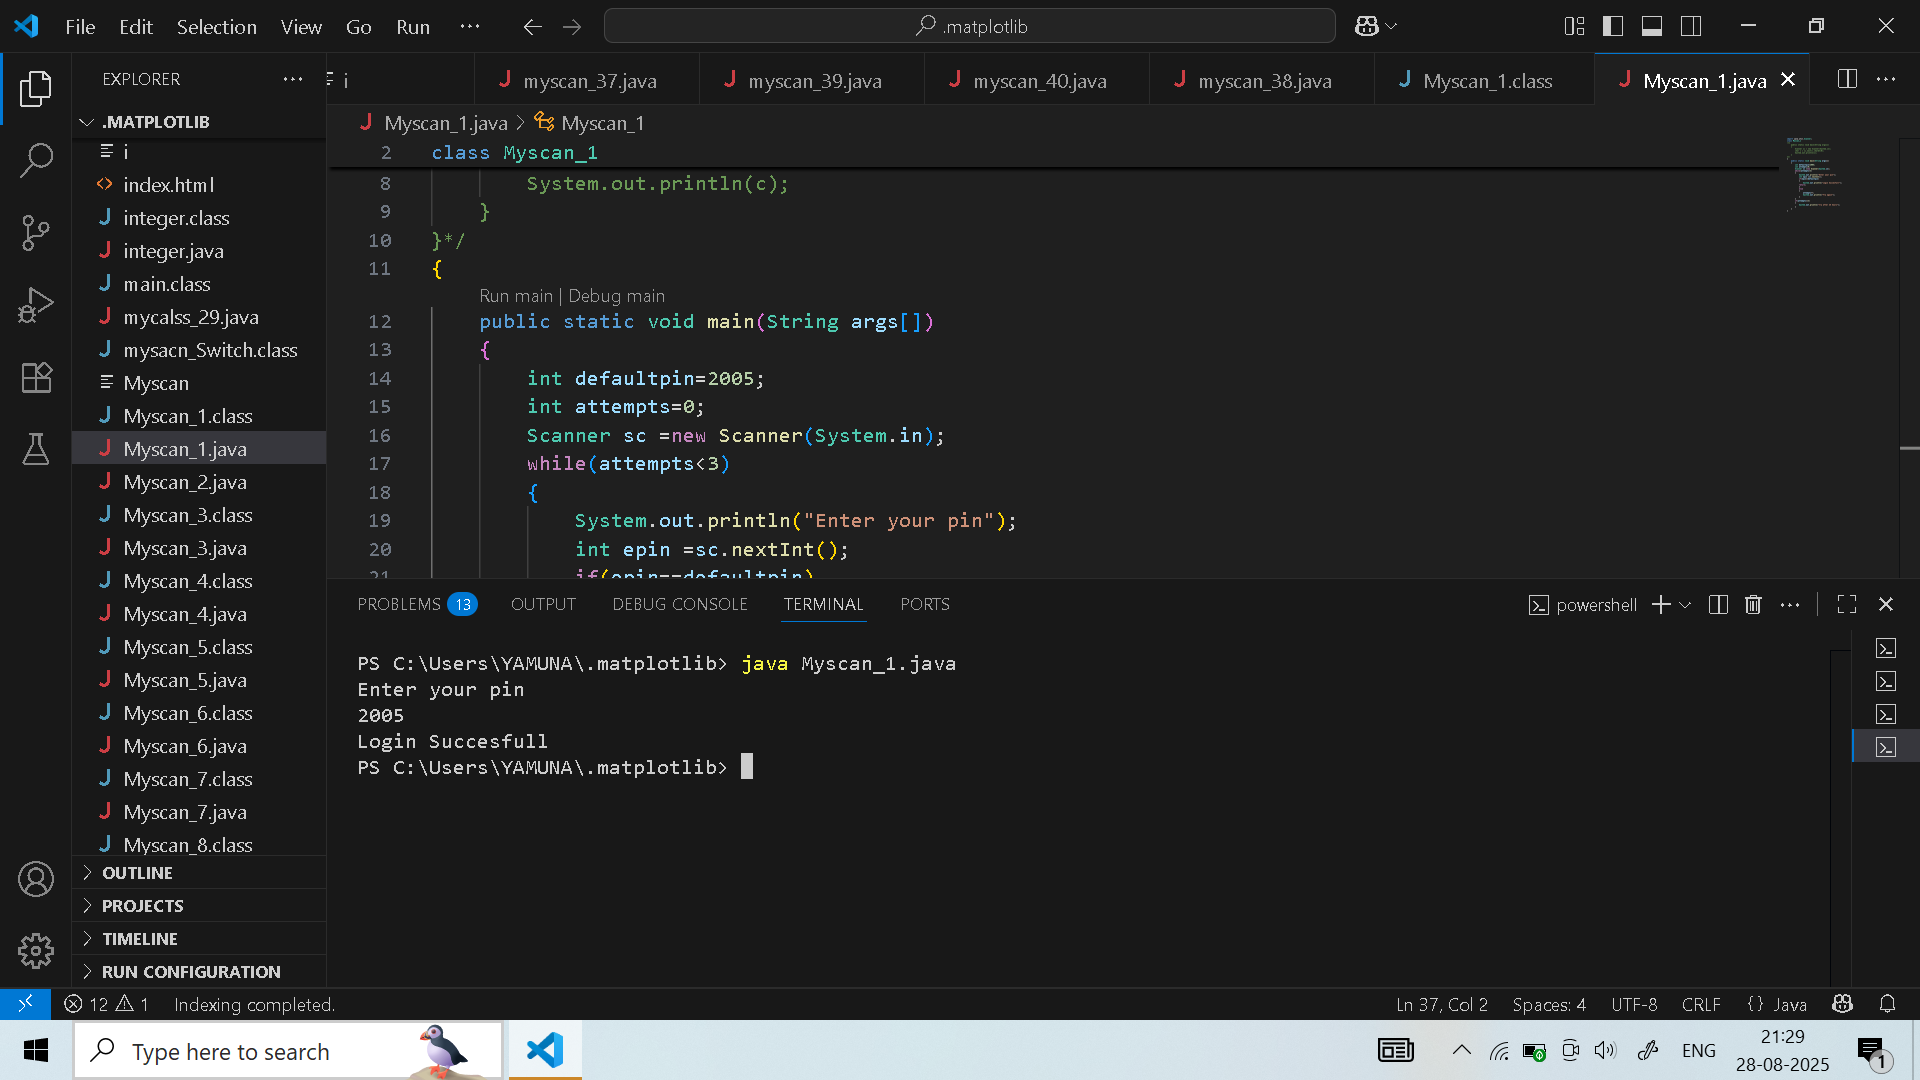 File Edit Selection View Go Run ... .matplotlib
EXPLORER ...
i myscan_37.java myscan_39.java myscan_40.java myscan_38.java Myscan_1.class Myscan_1.java
.MATPLOTLIB
i
index.html
integer.class
integer.java
main.class
mycalss_29.java
mysacn_Switch.class
Myscan
Myscan_1.class
Myscan_1.java
Myscan_2.java
Myscan_3.class
Myscan_3.java
Myscan_4.class
Myscan_4.java
Myscan_5.class
Myscan_5.java
Myscan_6.class
Myscan_6.java
Myscan_7.class
Myscan_7.java
Myscan_8.class
OUTLINE
PROJECTS
TIMELINE
RUN CONFIGURATION
Myscan_1.java > Myscan_1
2 class Myscan_1
8 System.out.println(c);
9 }
10 }*/
11 {
Run main | Debug main
12 public static void main(String args[])
13 {
14 int defaultpin=2005;
15 int attempts=0;
16 Scanner sc =new Scanner(System.in);
17 while(attempts<3)
18 {
19 System.out.println("Enter your pin");
20 int epin =sc.nextInt();
21 if(epin==defaultpin)
PROBLEMS 13 OUTPUT DEBUG CONSOLE TERMINAL PORTS powershell
PS C:\Users\YAMUNA\.matplotlib> java Myscan_1.java
Enter your pin
2005
Login Succesfull
PS C:\Users\YAMUNA\.matplotlib>
12 1 Indexing completed. Ln 37, Col 2 Spaces: 4 UTF-8 CRLF {} Java
Type here to search ENG 21:29
28-08-2025 1